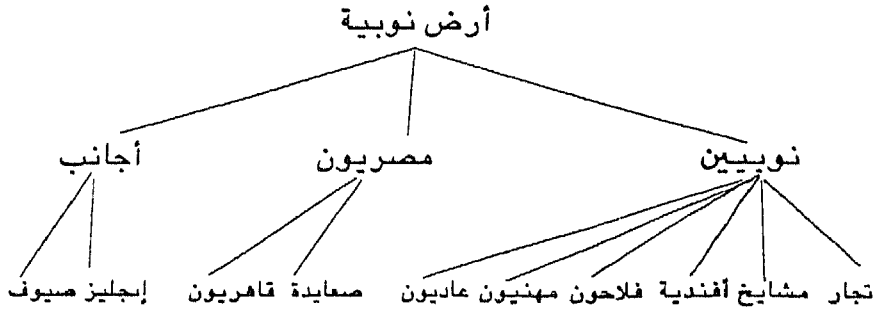 أرض نوبية
نوبيين مصريون أجانب
تجار مشايخ أفندية فلاحون مهنيون عاديون صعايدة قاهريون إنجليز صيوف